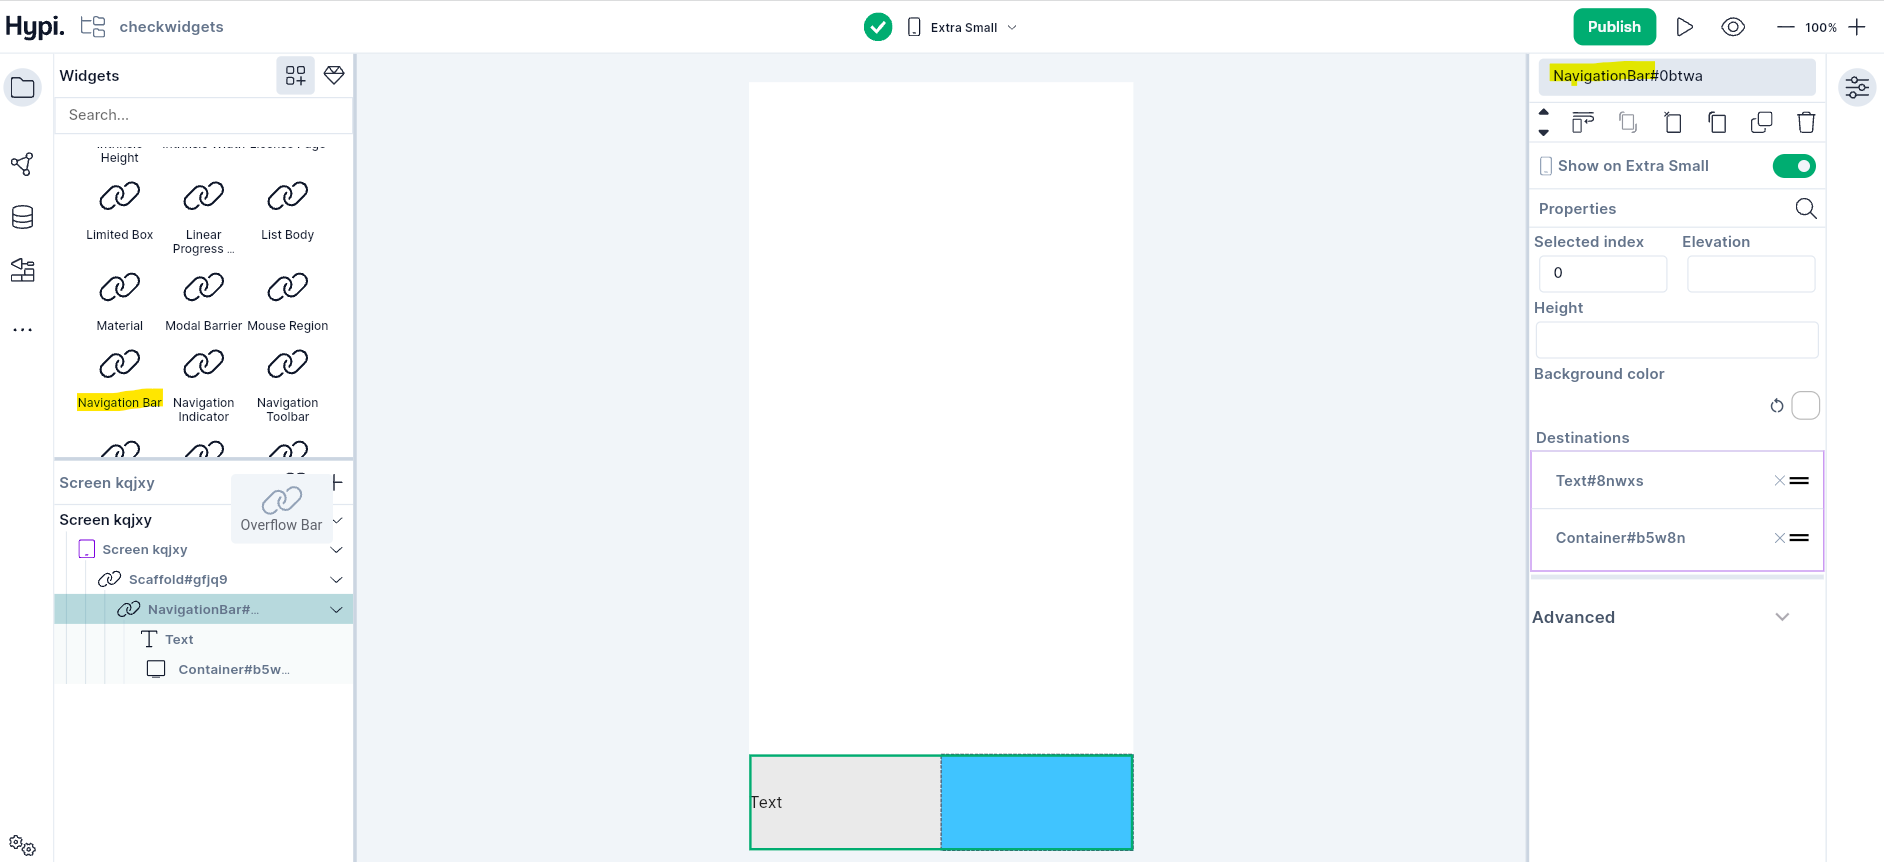 Hypi.
checkwidgets
Extra Small
Publish
100%
Widgets
Search...
Height
Limited Box
Linear
Progress ...
List Body
Material
Modal Barrier
Mouse Region
Navigation Bar
Navigation
Indicator
Navigation
Toolbar
Screen kqjxy
Overflow Bar
Screen kqjxy
Screen kqjxy
Scaffold#gfjq9
NavigationBar#...
Text
Container#b5w...
Text
NavigationBar#0btwa
Show on Extra Small
Properties
Selected index
Elevation
0
Height
Background color
Destinations
Text#8nwxs
Container#b5w8n
Advanced